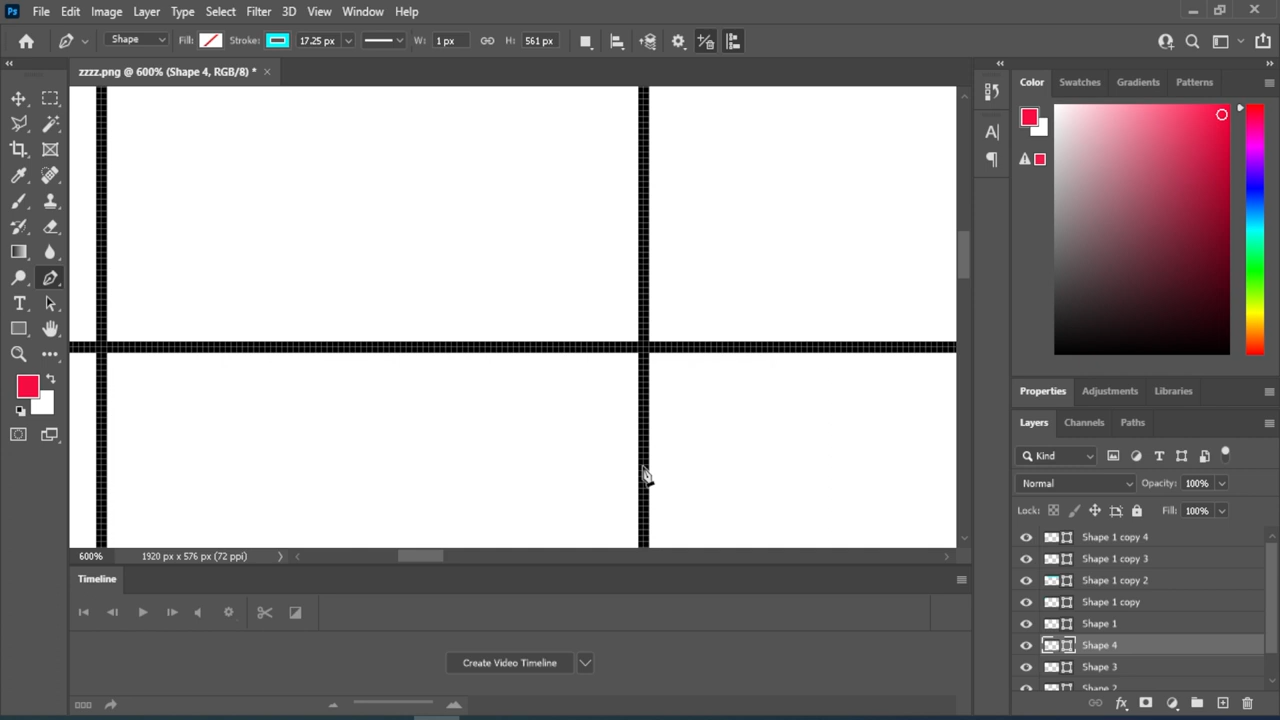 Ps File Edit Image Layer Type Select Filter 3D View Window Help
Shape Fill: Stroke: 17.25 px W: 1 px H: 561 px
zzzz.png @ 600% (Shape 4, RGB/8) * ×
Color Swatches Gradients Patterns
Properties Adjustments Libraries
Layers Channels Paths
Kind
Normal Opacity: 100%
Lock: Fill: 100%
Shape 1 copy 4
Shape 1 copy 3
Shape 1 copy 2
Shape 1 copy
Shape 1
Shape 4
Shape 3
Shape 2
600% 1920 px x 576 px (72 ppi)
Timeline
Create Video Timeline